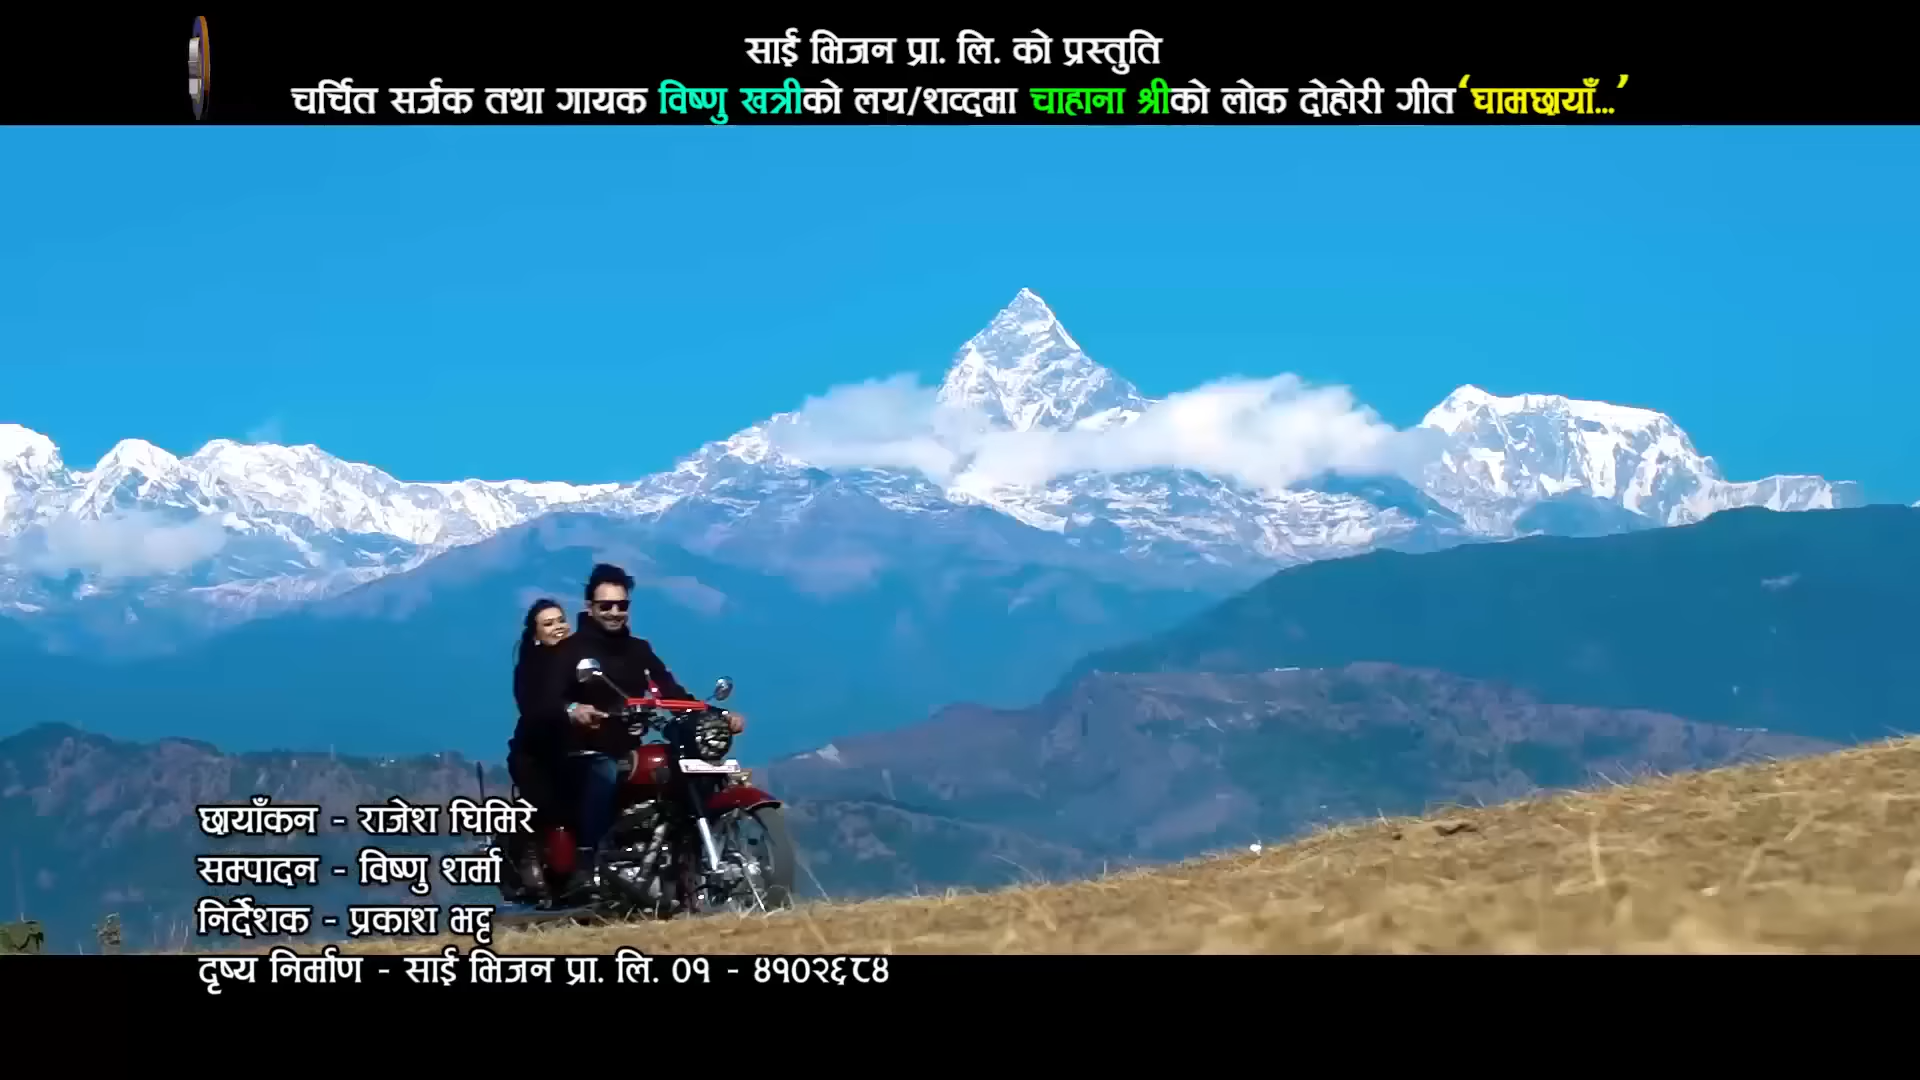 साई भिजन प्रा. लि. को प्रस्तुति
चर्चित सर्जक तथा गायक विष्णु खत्रीको लय/शव्दमा चाहाना श्रीको लोक दोहोरी गीत ‘घामछायाँ...’
छायाँकन - राजेश घिमिरे
सम्पादन - विष्णु शर्मा
निर्देशक - प्रकाश भट्ट
दृष्य निर्माण - साई भिजन प्रा. लि. ०१ - ४१०२६८४